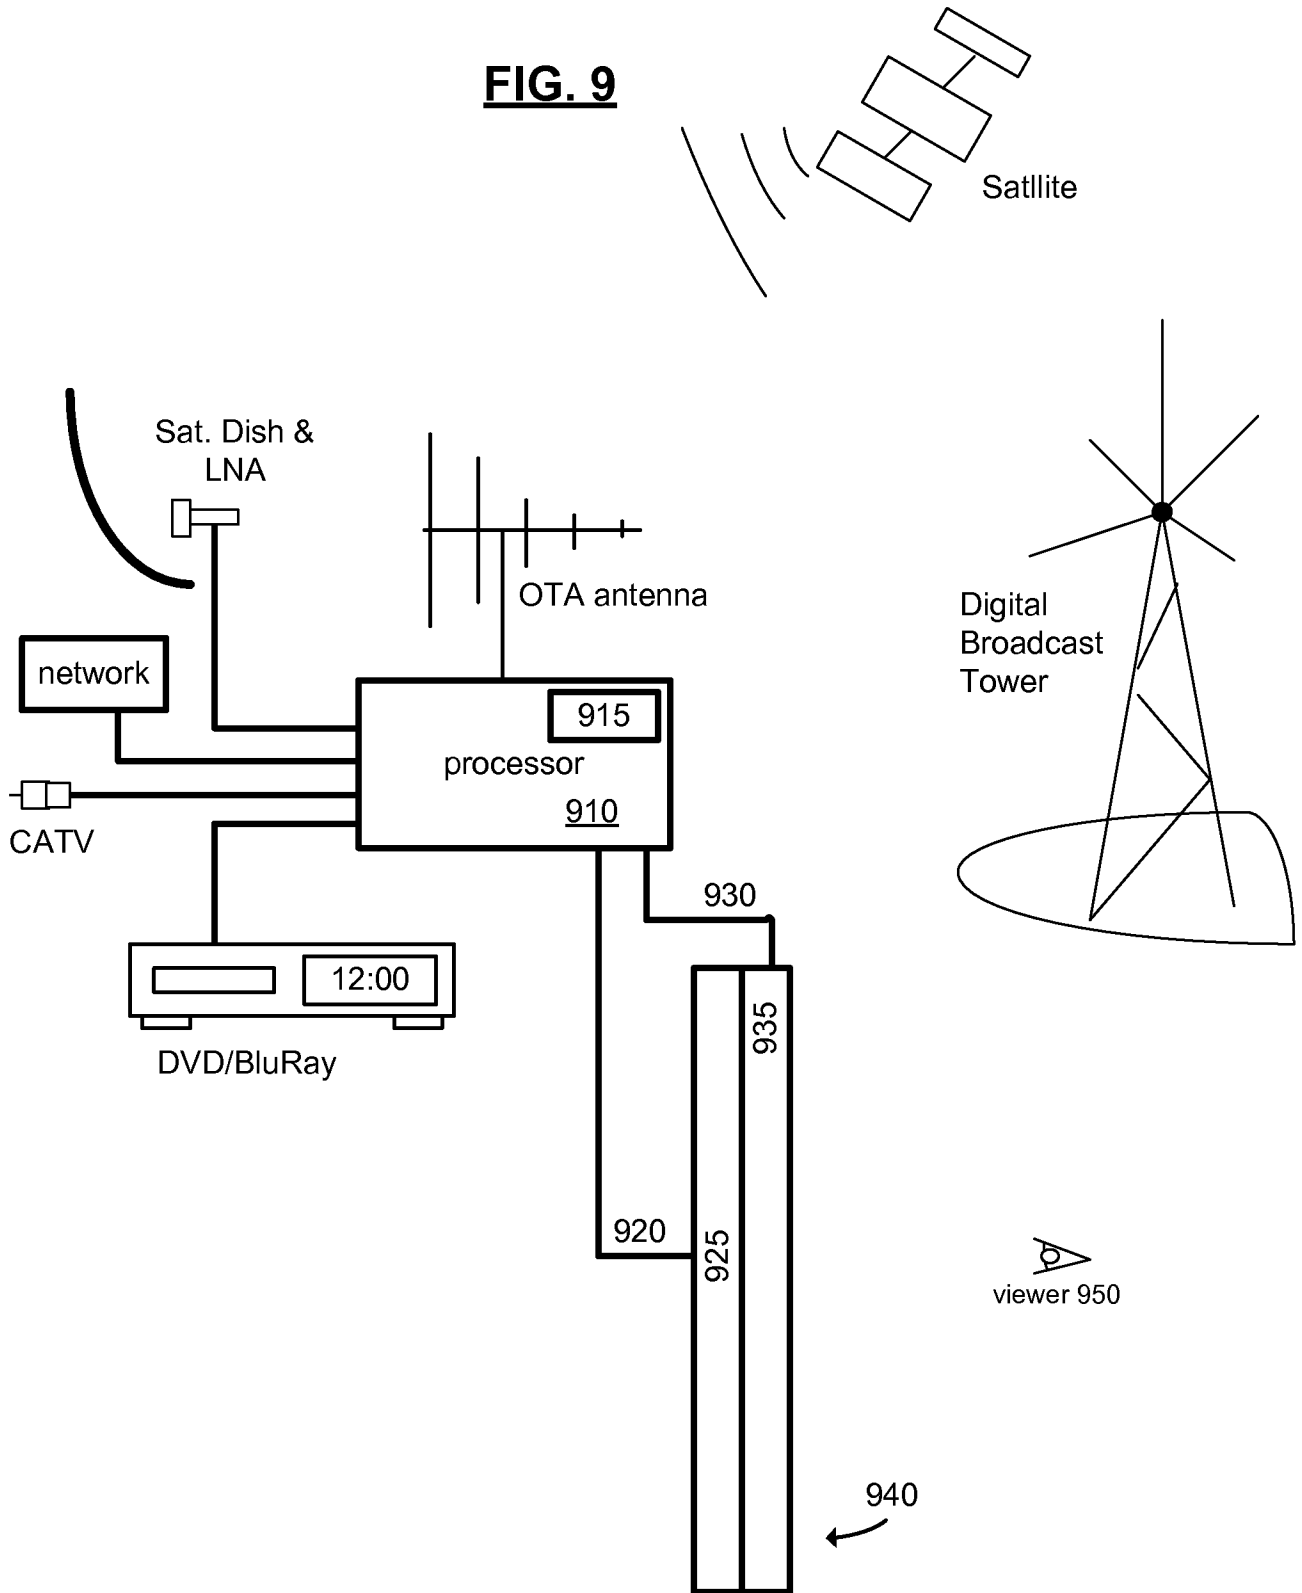 FIG. 9
Satllite
Sat. Dish &
LNA
OTA antenna
Digital
Broadcast
Tower
network
915
processor
910
CATV
930
12:00
935
DVD/BluRay
920
925
viewer 950
940